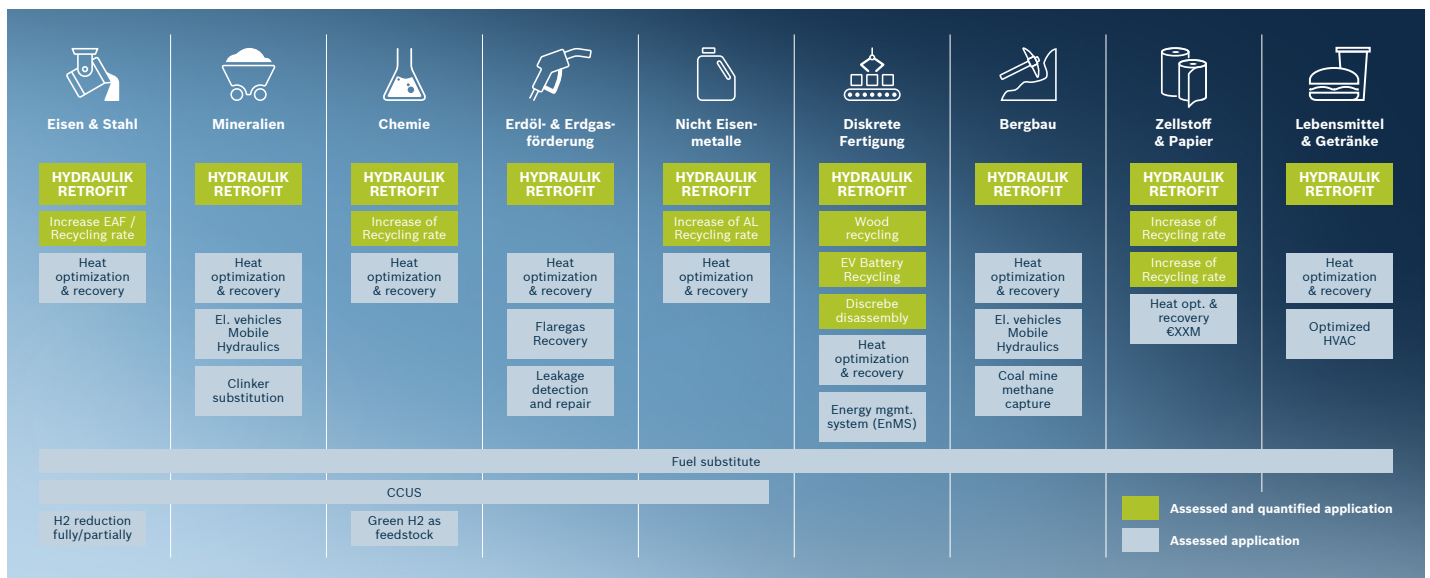 Eisen & Stahl
HYDRAULIK
RETROFIT
Increase EAF /
Recycling rate
Heat
optimization
& recovery
Mineralien
HYDRAULIK
RETROFIT
Heat
optimization
& recovery
El. vehicles
Mobile
Hydraulics
Clinker
substitution
Chemie
HYDRAULIK
RETROFIT
Increase of
Recycling rate
Heat
optimization
& recovery
Erdöl- & Erdgas-
förderung
HYDRAULIK
RETROFIT
Heat
optimization
& recovery
Flaregas
Recovery
Leakage
detection
and repair
Nicht Eisen-
metalle
HYDRAULIK
RETROFIT
Increase of AL
Recycling rate
Heat
optimization
& recovery
Diskrete
Fertigung
HYDRAULIK
RETROFIT
Wood
recycling
EV Battery
Recycling
Discrebe
disassembly
Heat
optimization
& recovery
Energy mgmt.
system (EnMS)
Bergbau
HYDRAULIK
RETROFIT
Heat
optimization
& recovery
El. vehicles
Mobile
Hydraulics
Coal mine
methane
capture
Zellstoff
& Papier
HYDRAULIK
RETROFIT
Increase of
Recycling rate
Increase of
Recycling rate
Heat opt. &
recovery
€XXM
Lebensmittel
& Getränke
HYDRAULIK
RETROFIT
Heat
optimization
& recovery
Optimized
HVAC
Fuel substitute
CCUS
H2 reduction
fully/partially
Green H2 as
feedstock
Assessed and quantified application
Assessed application